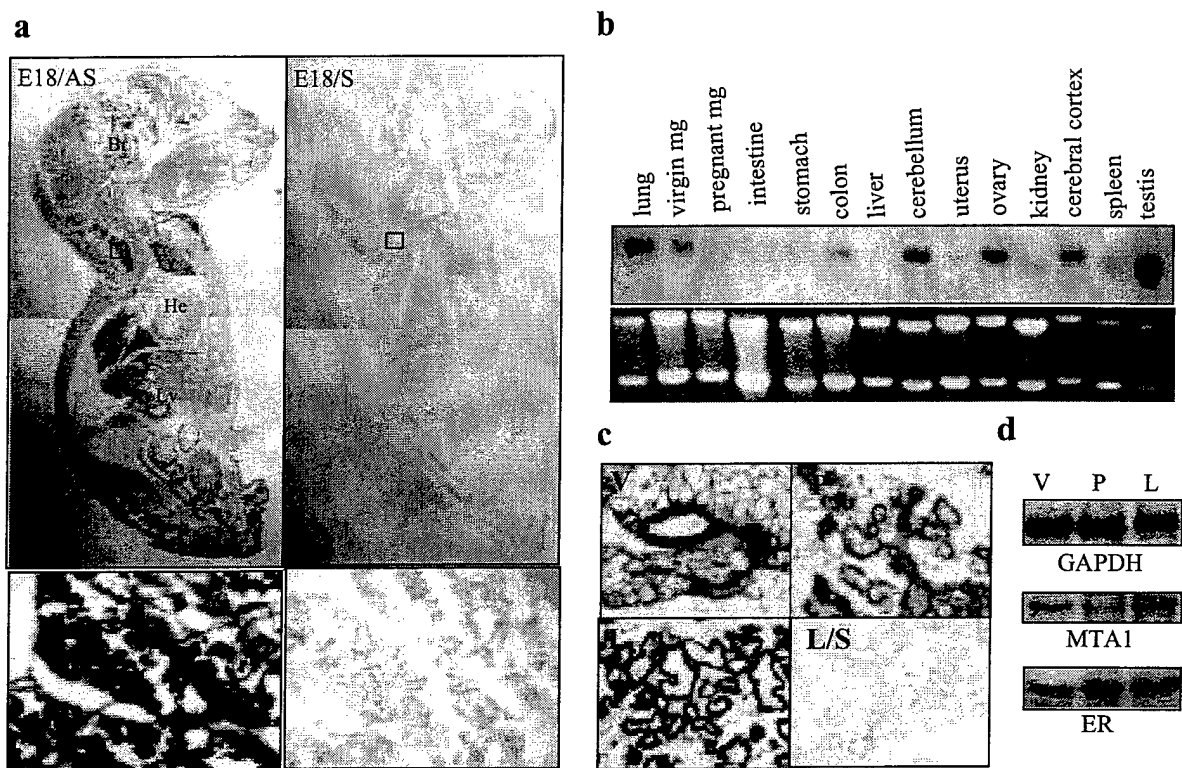 a
E18/AS
E18/S
Br
He
Lv
b
lung
virgin mg
pregnant mg
intestine
stomach
colon
liver
cerebellum
uterus
ovary
kidney
cerebral cortex
spleen
testis
c
V
P
L/S
d
V P L
GAPDH
MTA1
ER